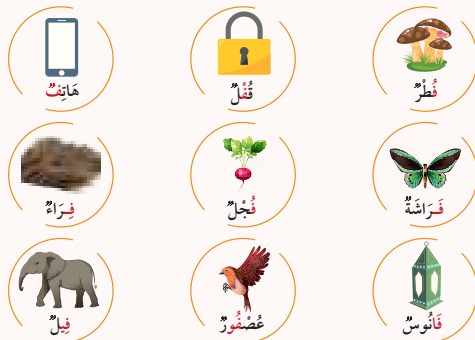 فُطْرٌ
قُفْلٌ
هَاتِفٌ
فَرَاشَةٌ
فُجْلٌ
فِرَاءٌ
فَانُوسٌ
عُصْفُورٌ
فِيلٌ